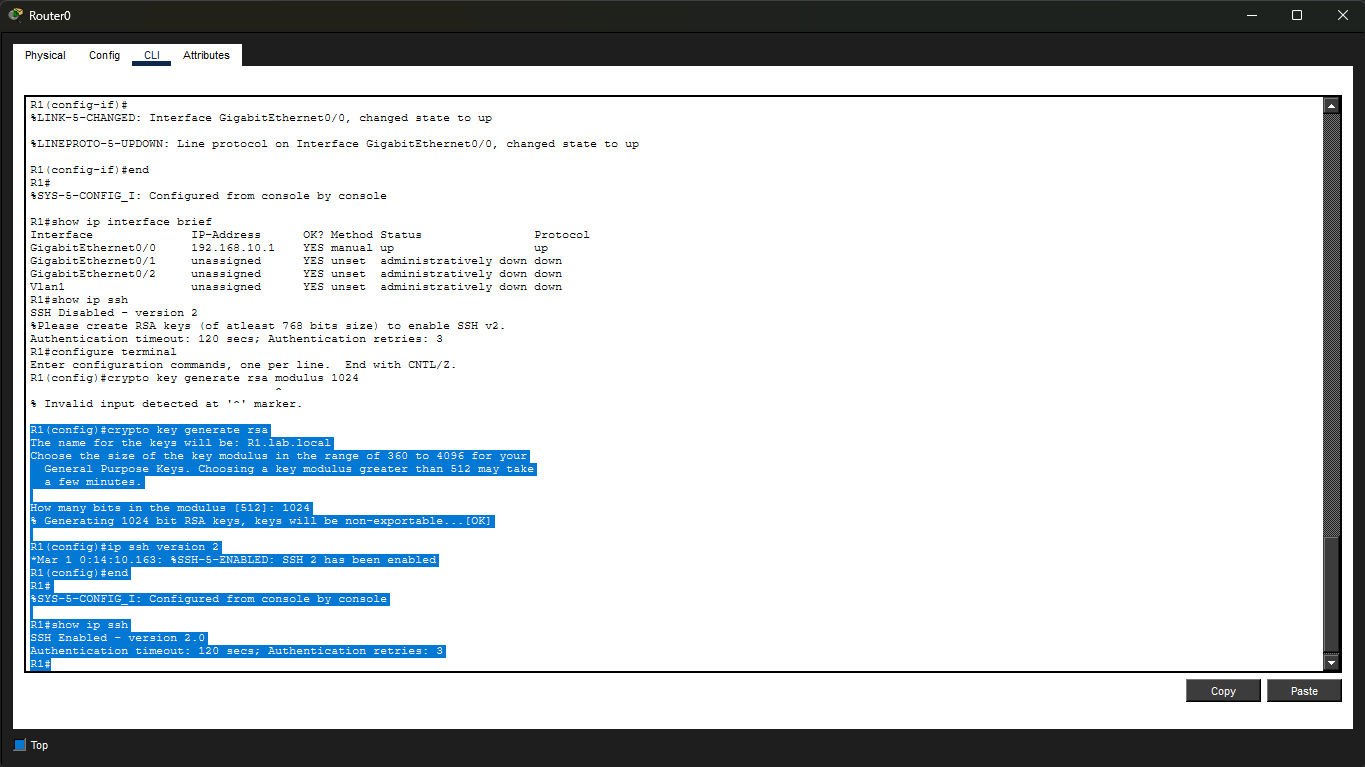 Router0
Physical Config CLI Attributes
R1(config-if)#
%LINK-5-CHANGED: Interface GigabitEthernet0/0, changed state to up
%LINEPROTO-5-UPDOWN: Line protocol on Interface GigabitEthernet0/0, changed state to up
R1(config-if)#end
R1#
%SYS-5-CONFIG_I: Configured from console by console
R1#show ip interface brief
Interface IP-Address OK? Method Status Protocol
GigabitEthernet0/0 192.168.10.1 YES manual up up
GigabitEthernet0/1 unassigned YES unset administratively down down
GigabitEthernet0/2 unassigned YES unset administratively down down
Vlan1 unassigned YES unset administratively down down
R1#show ip ssh
SSH Disabled - version 2
%Please create RSA keys (of atleast 768 bits size) to enable SSH v2.
Authentication timeout: 120 secs; Authentication retries: 3
R1#configure terminal
Enter configuration commands, one per line. End with CNTL/Z.
R1(config)#crypto key generate rsa modulus 1024
^
% Invalid input detected at '^' marker.
R1(config)#crypto key generate rsa
The name for the keys will be: R1.lab.local
Choose the size of the key modulus in the range of 360 to 4096 for your
General Purpose Keys. Choosing a key modulus greater than 512 may take
a few minutes.
How many bits in the modulus [512]: 1024
% Generating 1024 bit RSA keys, keys will be non-exportable...[OK]
R1(config)#ip ssh version 2
*Mar 1 0:14:10.163: %SSH-5-ENABLED: SSH 2 has been enabled
R1(config)#end
R1#
%SYS-5-CONFIG_I: Configured from console by console
R1#show ip ssh
SSH Enabled - version 2.0
Authentication timeout: 120 secs; Authentication retries: 3
R1#
Copy Paste
Top